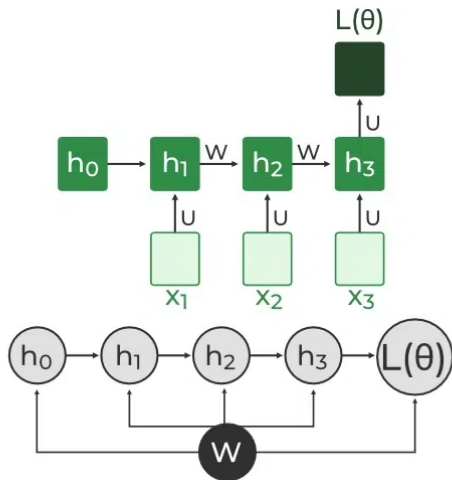 L(θ)
U
h₀ h₁ W h₂ W h₃
U U U
x₁ x₂ x₃
h₀ h₁ h₂ h₃ L(θ)
W